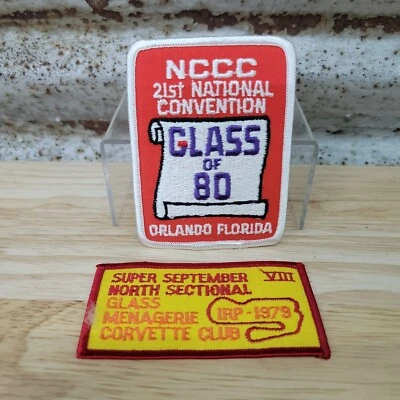 NCCC
21st NATIONAL
CONVENTION
GLASS
OF
80
ORLANDO FLORIDA
SUPER SEPTEMBER VIII
NORTH SECTIONAL
GLASS
MENAGERIE IRP-1979
CORVETTE CLUB